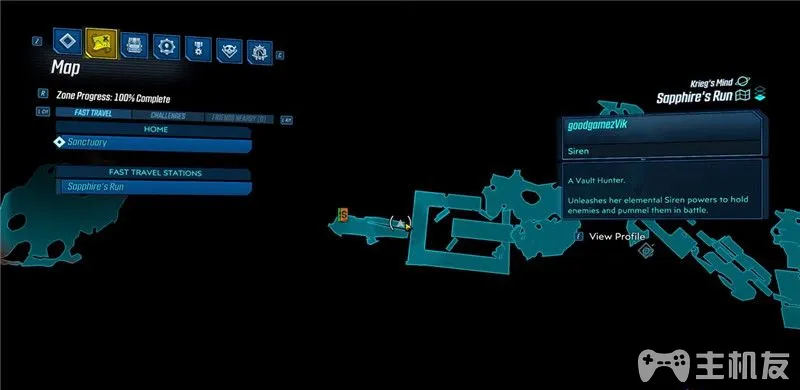 Map
R Zone Progress: 100% Complete
FAST TRAVEL CHALLENGES FRIENDS NEARBY (0)
HOME
Sanctuary
FAST TRAVEL STATIONS
Sapphire's Run
Krieg's Mind
Sapphire's Run
goodgamezVik
Siren
A Vault Hunter.
Unleashes her elemental Siren powers to hold
enemies and pummel them in battle.
View Profile
主机友